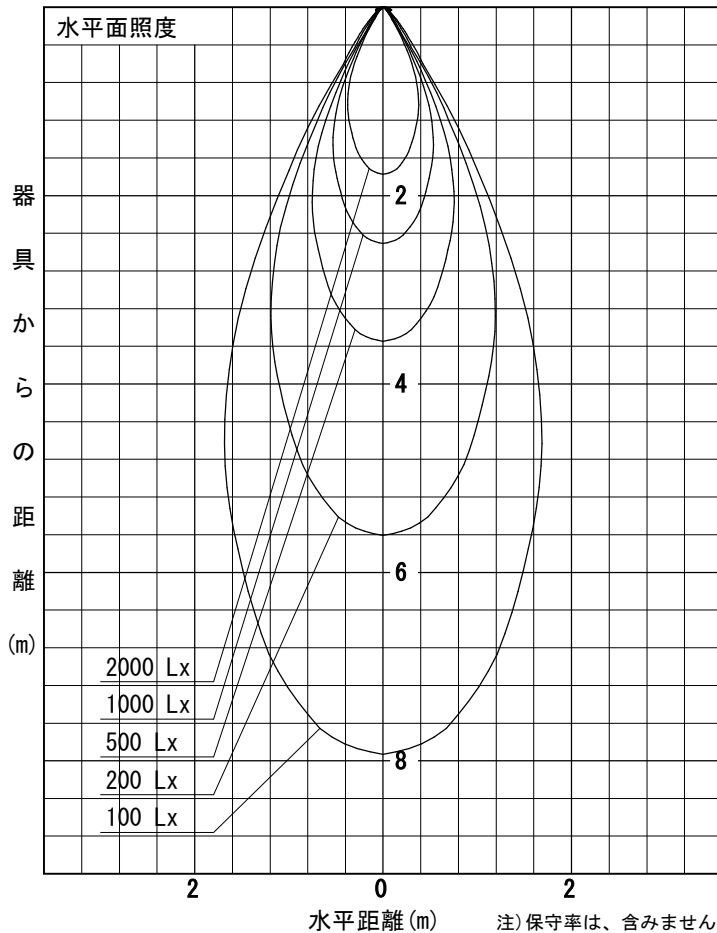 水平面照度
器具からの距離(m)
2
4
6
8
2000 Lx
1000 Lx
500 Lx
200 Lx
100 Lx
2
0
2
水平距離(m)
注)保守率は、含みません